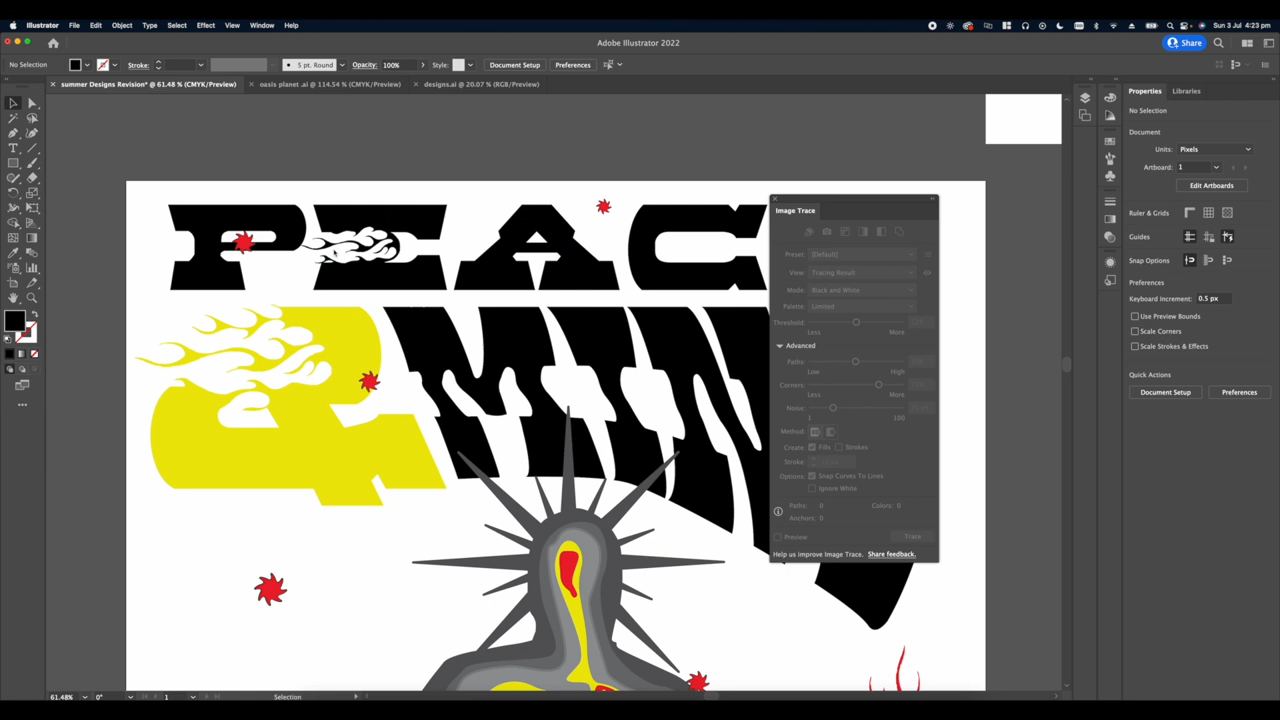 Illustrator File Edit Object Type Select Effect View Window Help
Sun 3 Jul 4:23 pm
Adobe Illustrator 2022
Share
No Selection
Stroke:
5 pt. Round
Opacity: 100%
Style:
Document Setup
Preferences
summer Designs Revision* @ 61.48 % (CMYK/Preview)
oasis planet .ai @ 114.54 % (CMYK/Preview)
designs.ai @ 20.07 % (RGB/Preview)
Properties
Libraries
No Selection
Document
Units: Pixels
Artboard: 1
Edit Artboards
Ruler & Grids
Guides
Snap Options
Preferences
Keyboard Increment: 0.5 px
Use Preview Bounds
Scale Corners
Scale Strokes & Effects
Quick Actions
Document Setup
Preferences
PEAC
& MIN
Image Trace
Preset: [Default]
View: Tracing Result
Mode: Black and White
Palette: Limited
Threshold:
Less More
Advanced
Paths:
Low High
Corners:
Less More
Noise:
1 100
Method:
Create: Fills Strokes
Stroke:
Options: Snap Curves To Lines
Ignore White
Paths: 0 Colors: 0
Anchors: 0
Preview
Trace
Help us improve Image Trace. Share feedback.
61.48% 0° 1 Selection